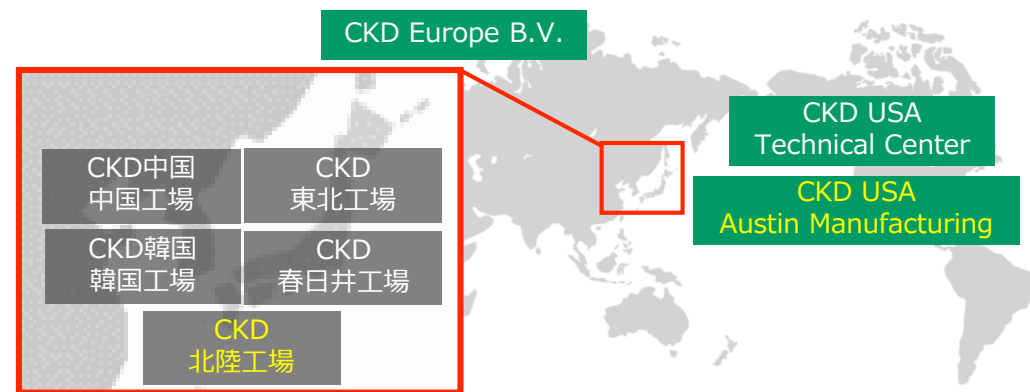 CKD Europe B.V.
CKD中国
中国工場
CKD
東北工場
CKD韓国
韓国工場
CKD
春日井工場
CKD
北陸工場
CKD USA
Technical Center
CKD USA
Austin Manufacturing